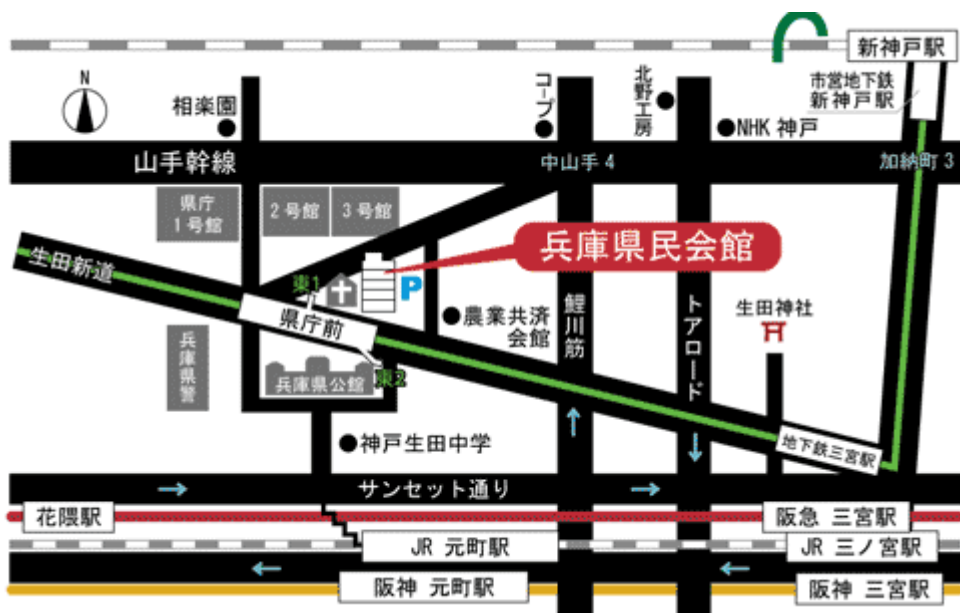 新神戸駅
N
相楽園
コープ
北野工房
市営地下鉄
新神戸駅
NHK 神戸
山手幹線
中山手 4
加納町 3
県庁
1 号館
2 号館
3 号館
兵庫県民会館
生田新道
東1
P
県庁前
農業共済
会館
鯉川筋
トアロード
生田神社
兵庫県警
兵庫県公館
東2
神戸生田中学
地下鉄三宮駅
サンセット通り
花隈駅
阪急 三宮駅
JR 元町駅
JR 三ノ宮駅
阪神 元町駅
阪神 三宮駅